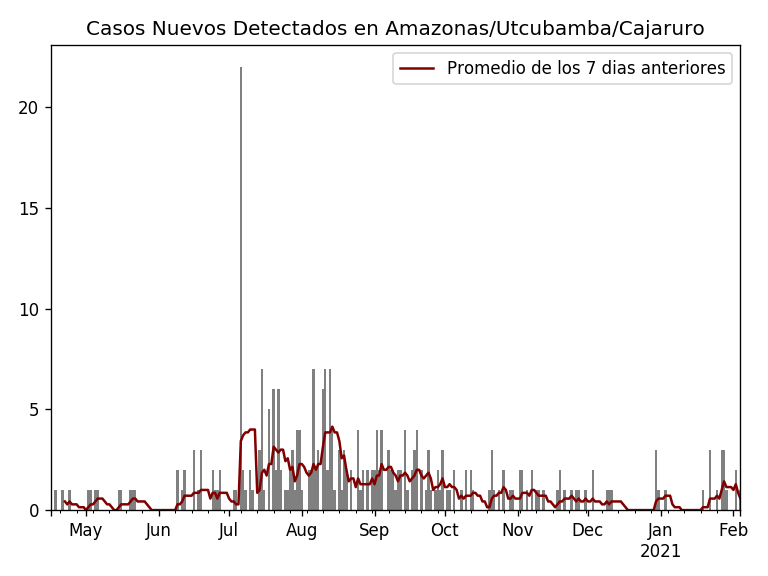 Casos Nuevos Detectados en Amazonas/Utcubamba/Cajaruro
Promedio de los 7 dias anteriores
20
15
10
5
0
May Jun Jul Aug Sep Oct Nov Dec Jan Feb
2021